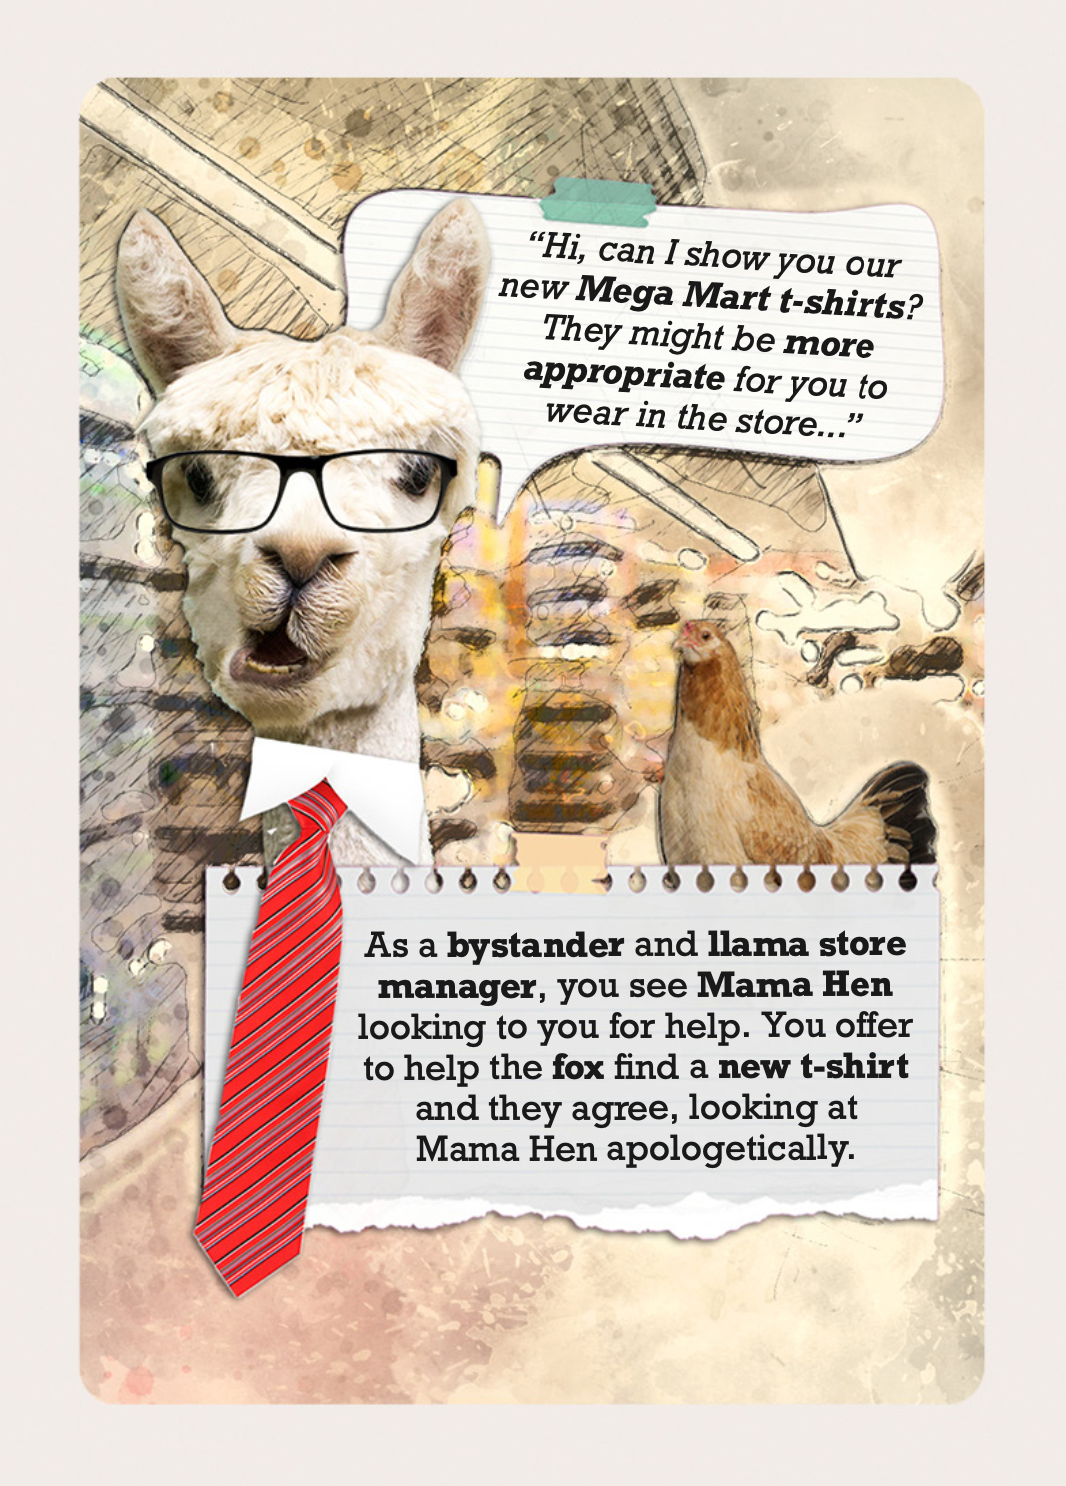 “Hi, can I show you our
new Mega Mart t-shirts?
They might be more
appropriate for you to
wear in the store...”
As a bystander and llama store
manager, you see Mama Hen
looking to you for help. You offer
to help the fox find a new t-shirt
and they agree, looking at
Mama Hen apologetically.